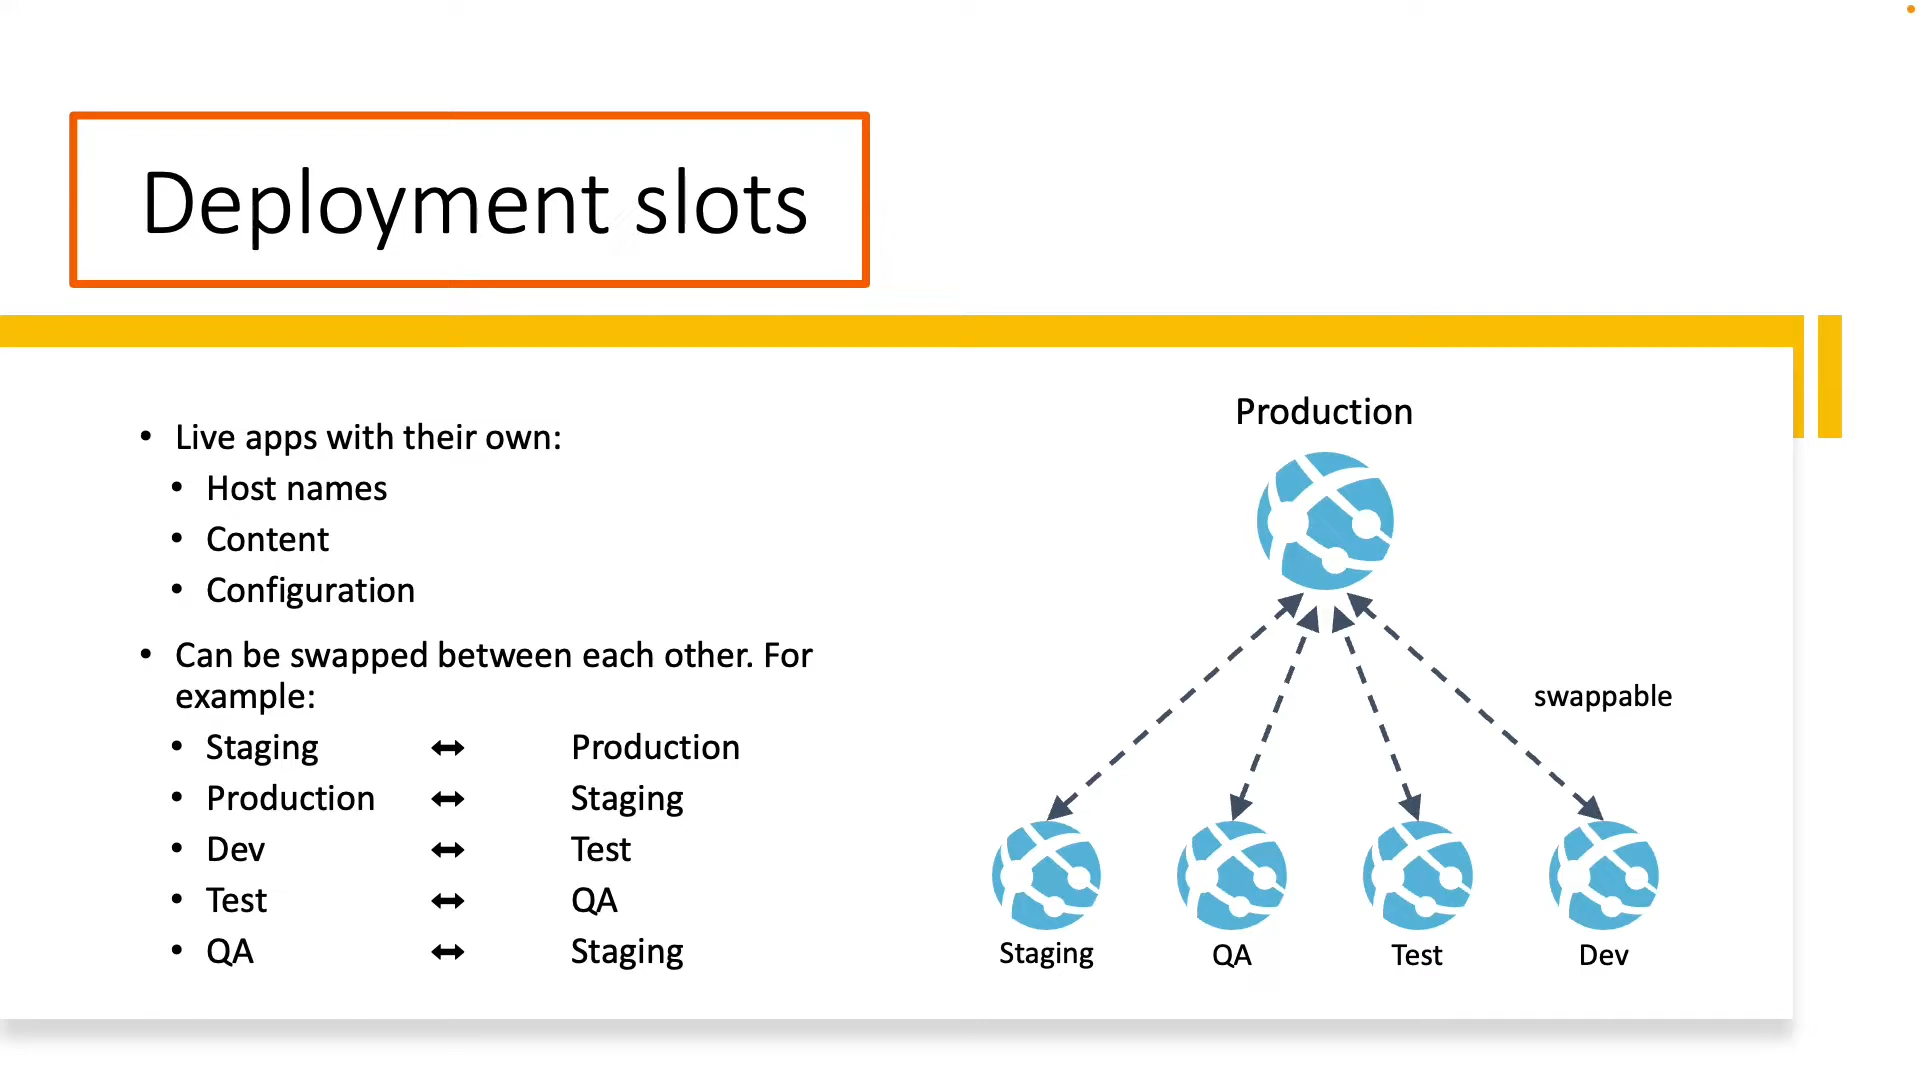 Deployment slots
• Live apps with their own:
• Host names
• Content
• Configuration
• Can be swapped between each other. For
example:
• Staging ↔ Production
• Production ↔ Staging
• Dev ↔ Test
• Test ↔ QA
• QA ↔ Staging
Production
swappable
Staging QA Test Dev